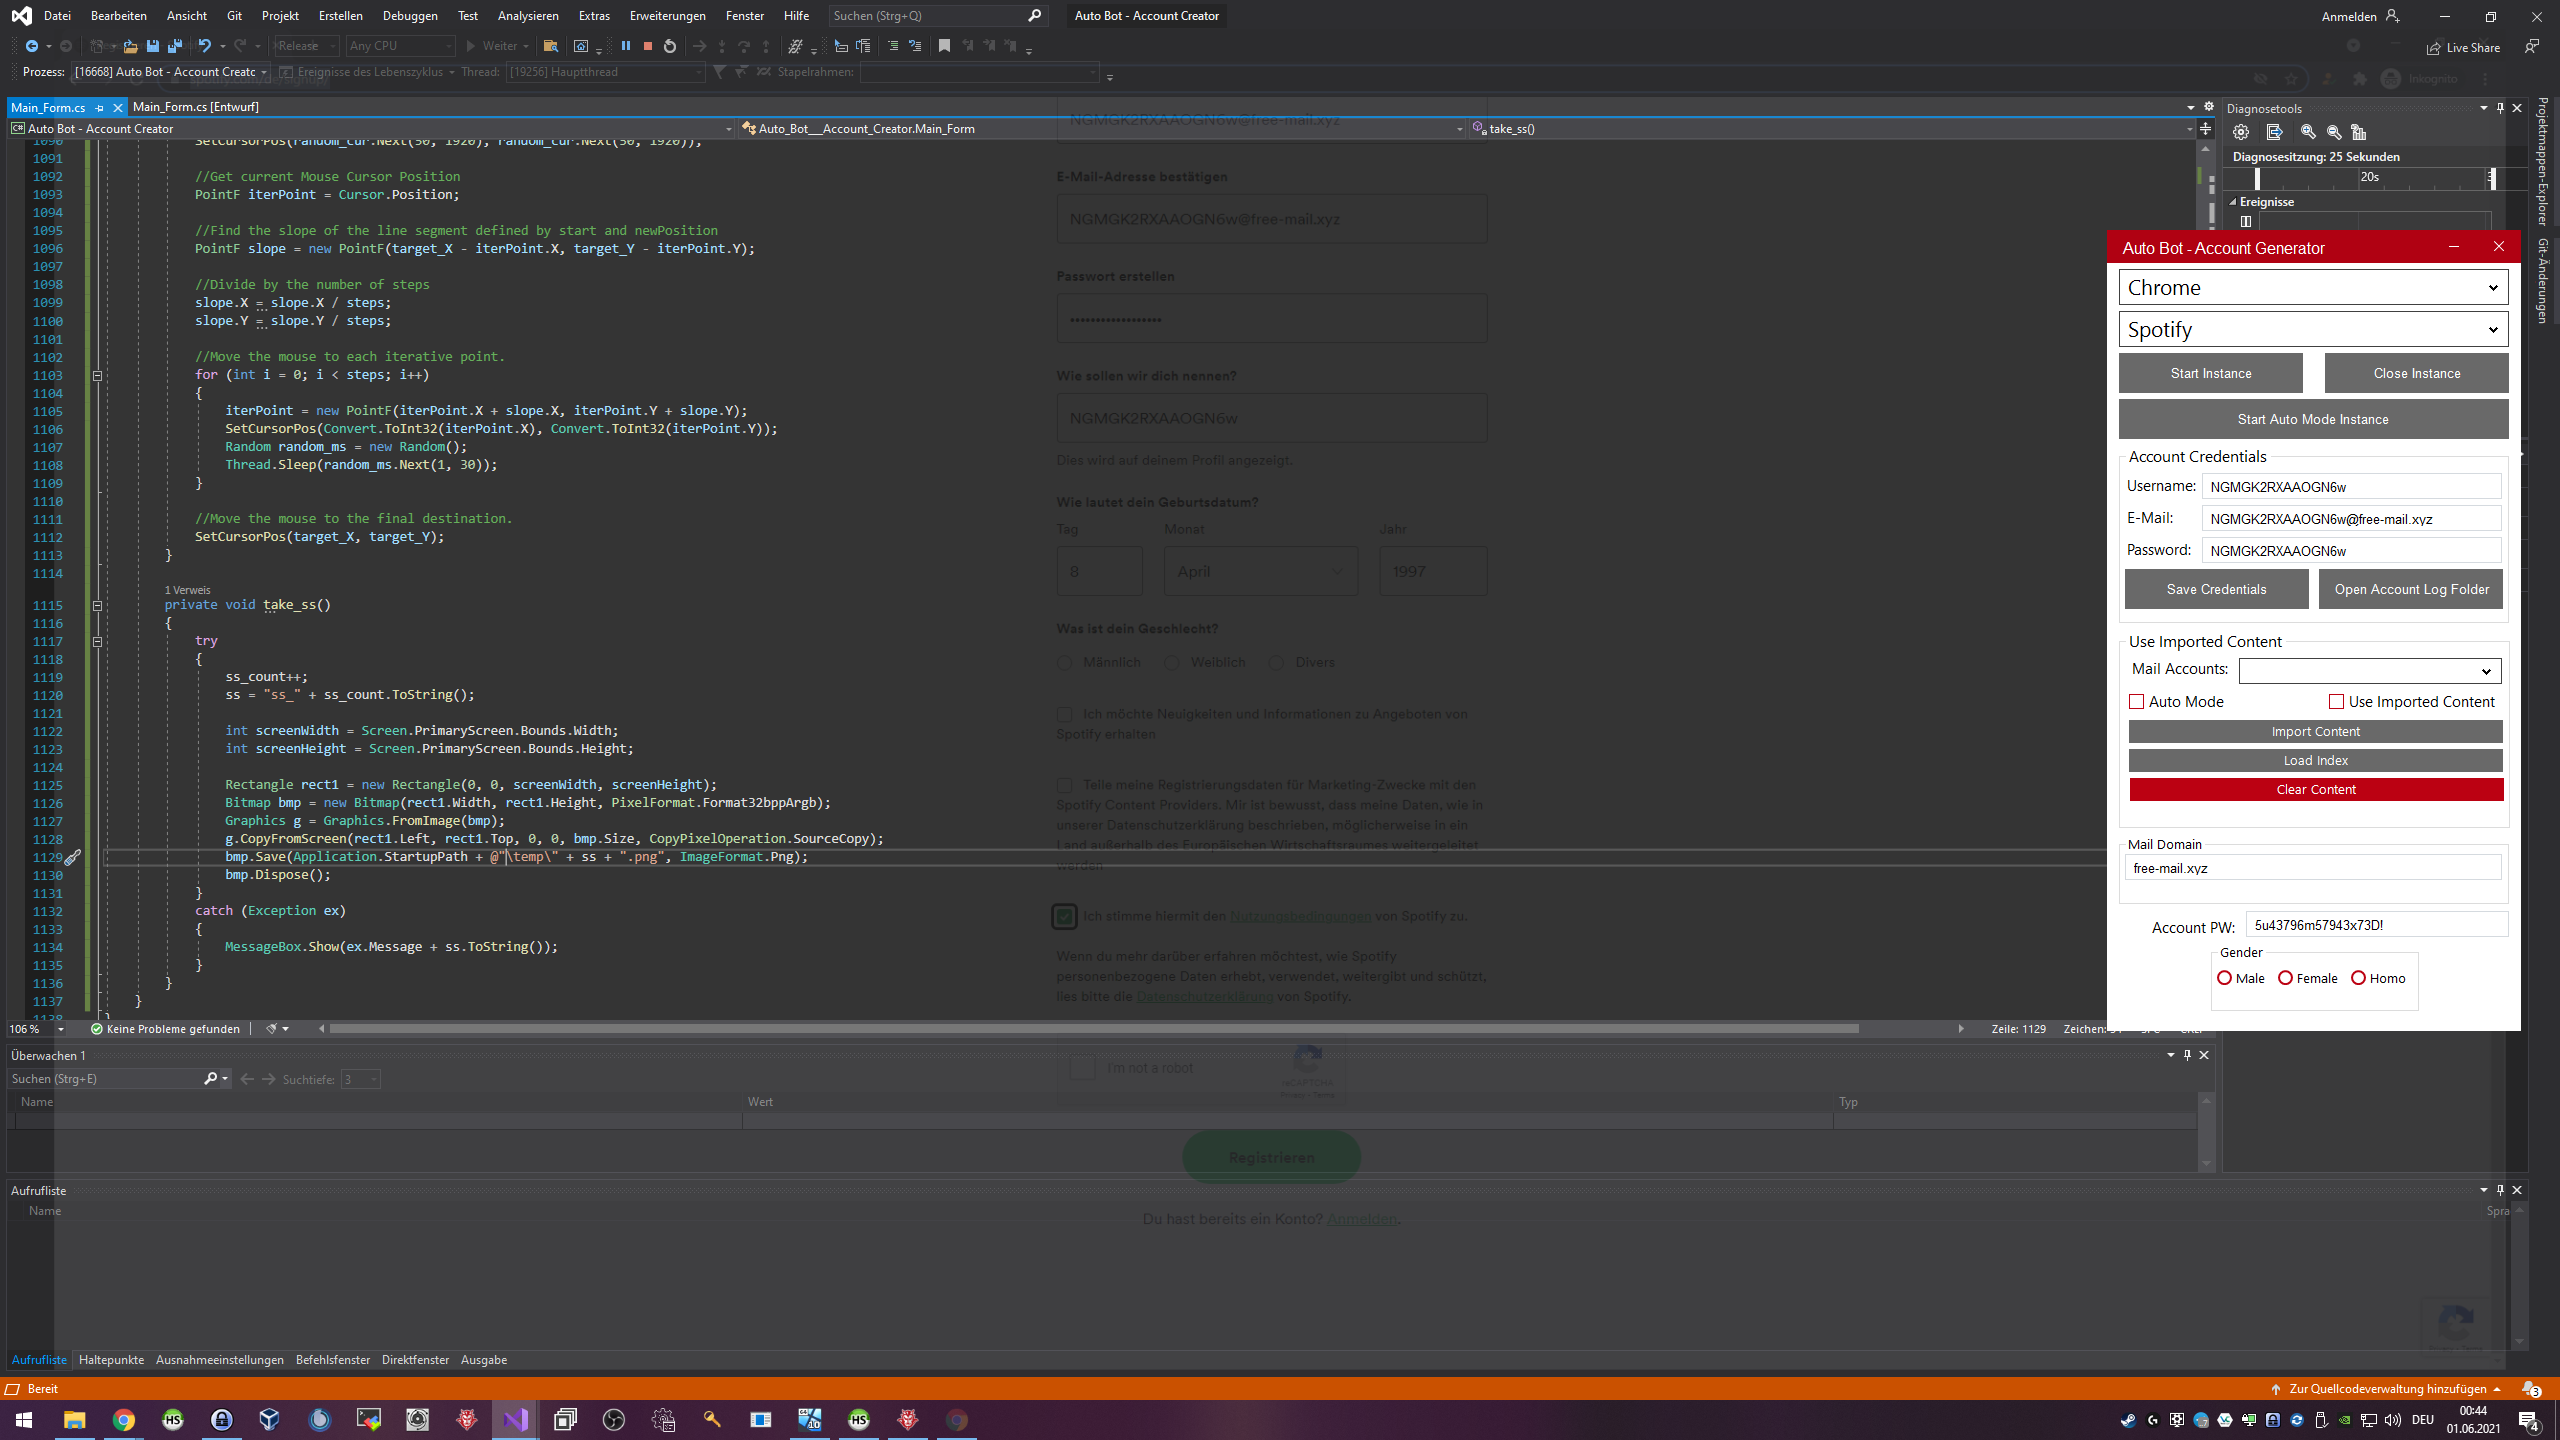 Datei Bearbeiten Ansicht Git Projekt Erstellen Debuggen Test Analysieren Extras Erweiterungen Fenster Hilfe Suchen (Strg+Q) Auto Bot - Account Creator Anmelden
Release Any CPU Weiter Live Share
Prozess: [16668] Auto Bot - Account Creatc Ereignisse des Lebenszyklus Thread: [19256] Hauptthread Stapelrahmen: Inkognito
Main_Form.cs Main_Form.cs [Entwurf]
Auto Bot - Account Creator Auto_Bot___Account_Creator.Main_Form take_ss()
1090 SetCursorPos(random_cur.Next(50, 1920), random_cur.Next(50, 1920));
1091
1092 //Get current Mouse Cursor Position
1093 PointF iterPoint = Cursor.Position;
1094
1095 //Find the slope of the line segment defined by start and newPosition
1096 PointF slope = new PointF(target_X - iterPoint.X, target_Y - iterPoint.Y);
1097
1098 //Divide by the number of steps
1099 slope.X = slope.X / steps;
1100 slope.Y = slope.Y / steps;
1101
1102 //Move the mouse to each iterative point.
1103 for (int i = 0; i < steps; i++)
1104 {
1105 iterPoint = new PointF(iterPoint.X + slope.X, iterPoint.Y + slope.Y);
1106 SetCursorPos(Convert.ToInt32(iterPoint.X), Convert.ToInt32(iterPoint.Y));
1107 Random random_ms = new Random();
1108 Thread.Sleep(random_ms.Next(1, 30));
1109 }
1110
1111 //Move the mouse to the final destination.
1112 SetCursorPos(target_X, target_Y);
1113 }
1114
1 Verweis
1115 private void take_ss()
1116 {
1117 try
1118 {
1119 ss_count++;
1120 ss = "ss_" + ss_count.ToString();
1121
1122 int screenWidth = Screen.PrimaryScreen.Bounds.Width;
1123 int screenHeight = Screen.PrimaryScreen.Bounds.Height;
1124
1125 Rectangle rect1 = new Rectangle(0, 0, screenWidth, screenHeight);
1126 Bitmap bmp = new Bitmap(rect1.Width, rect1.Height, PixelFormat.Format32bppArgb);
1127 Graphics g = Graphics.FromImage(bmp);
1128 g.CopyFromScreen(rect1.Left, rect1.Top, 0, 0, bmp.Size, CopyPixelOperation.SourceCopy);
1129 bmp.Save(Application.StartupPath + @"\temp\" + ss + ".png", ImageFormat.Png);
1130 bmp.Dispose();
1131 }
1132 catch (Exception ex)
1133 {
1134 MessageBox.Show(ex.Message + ss.ToString());
1135 }
1136 }
1137 }
1138 }
NGMGK2RXAAOGN6w@free-mail.xyz
E-Mail-Adresse bestätigen
NGMGK2RXAAOGN6w@free-mail.xyz
Passwort erstellen
Wie sollen wir dich nennen?
NGMGK2RXAAOGN6w
Dies wird auf deinem Profil angezeigt.
Wie lautet dein Geburtsdatum?
Tag Monat Jahr
8 April 1997
Was ist dein Geschlecht?
Männlich Weiblich Divers
Ich möchte Neuigkeiten und Informationen zu Angeboten von
Spotify erhalten
Teile meine Registrierungsdaten für Marketing-Zwecke mit den
Spotify Content Providers. Mir ist bewusst, dass meine Daten, wie in
unserer Datenschutzerklärung beschrieben, möglicherweise in ein
Land außerhalb des Europäischen Wirtschaftsraumes weitergeleitet
werden
Ich stimme hiermit den Nutzungsbedingungen von Spotify zu.
Wenn du mehr darüber erfahren möchtest, wie Spotify
personenbezogene Daten erhebt, verwendet, weitergibt und schützt,
lies bitte die Datenschutzerklärung von Spotify.
I'm not a robot
reCAPTCHA
Privacy - Terms
Registrieren
Du hast bereits ein Konto? Anmelden.
Diagnosetools
Diagnosesitzung: 25 Sekunden
20s
Ereignisse
Projektmappen-Explorer
Git-Änderungen
Auto Bot - Account Generator
Chrome
Spotify
Start Instance Close Instance
Start Auto Mode Instance
Account Credentials
Username: NGMGK2RXAAOGN6w
E-Mail: NGMGK2RXAAOGN6w@free-mail.xyz
Password: NGMGK2RXAAOGN6w
Save Credentials Open Account Log Folder
Use Imported Content
Mail Accounts:
Auto Mode Use Imported Content
Import Content
Load Index
Clear Content
Mail Domain
free-mail.xyz
Account PW: 5u43796m57943x73D!
Gender
Male Female Homo
106 % Keine Probleme gefunden Zeile: 1129 Zeichen:
Überwachen 1
Suchen (Strg+E) Suchtiefe: 3
Name Wert Typ
Aufrufliste
Name Spra
Aufrufliste Haltepunkte Ausnahmeeinstellungen Befehlsfenster Direktfenster Ausgabe
Bereit Zur Quellcodeverwaltung hinzufügen 3
HS HS DEU 00:44
01.06.2021 4